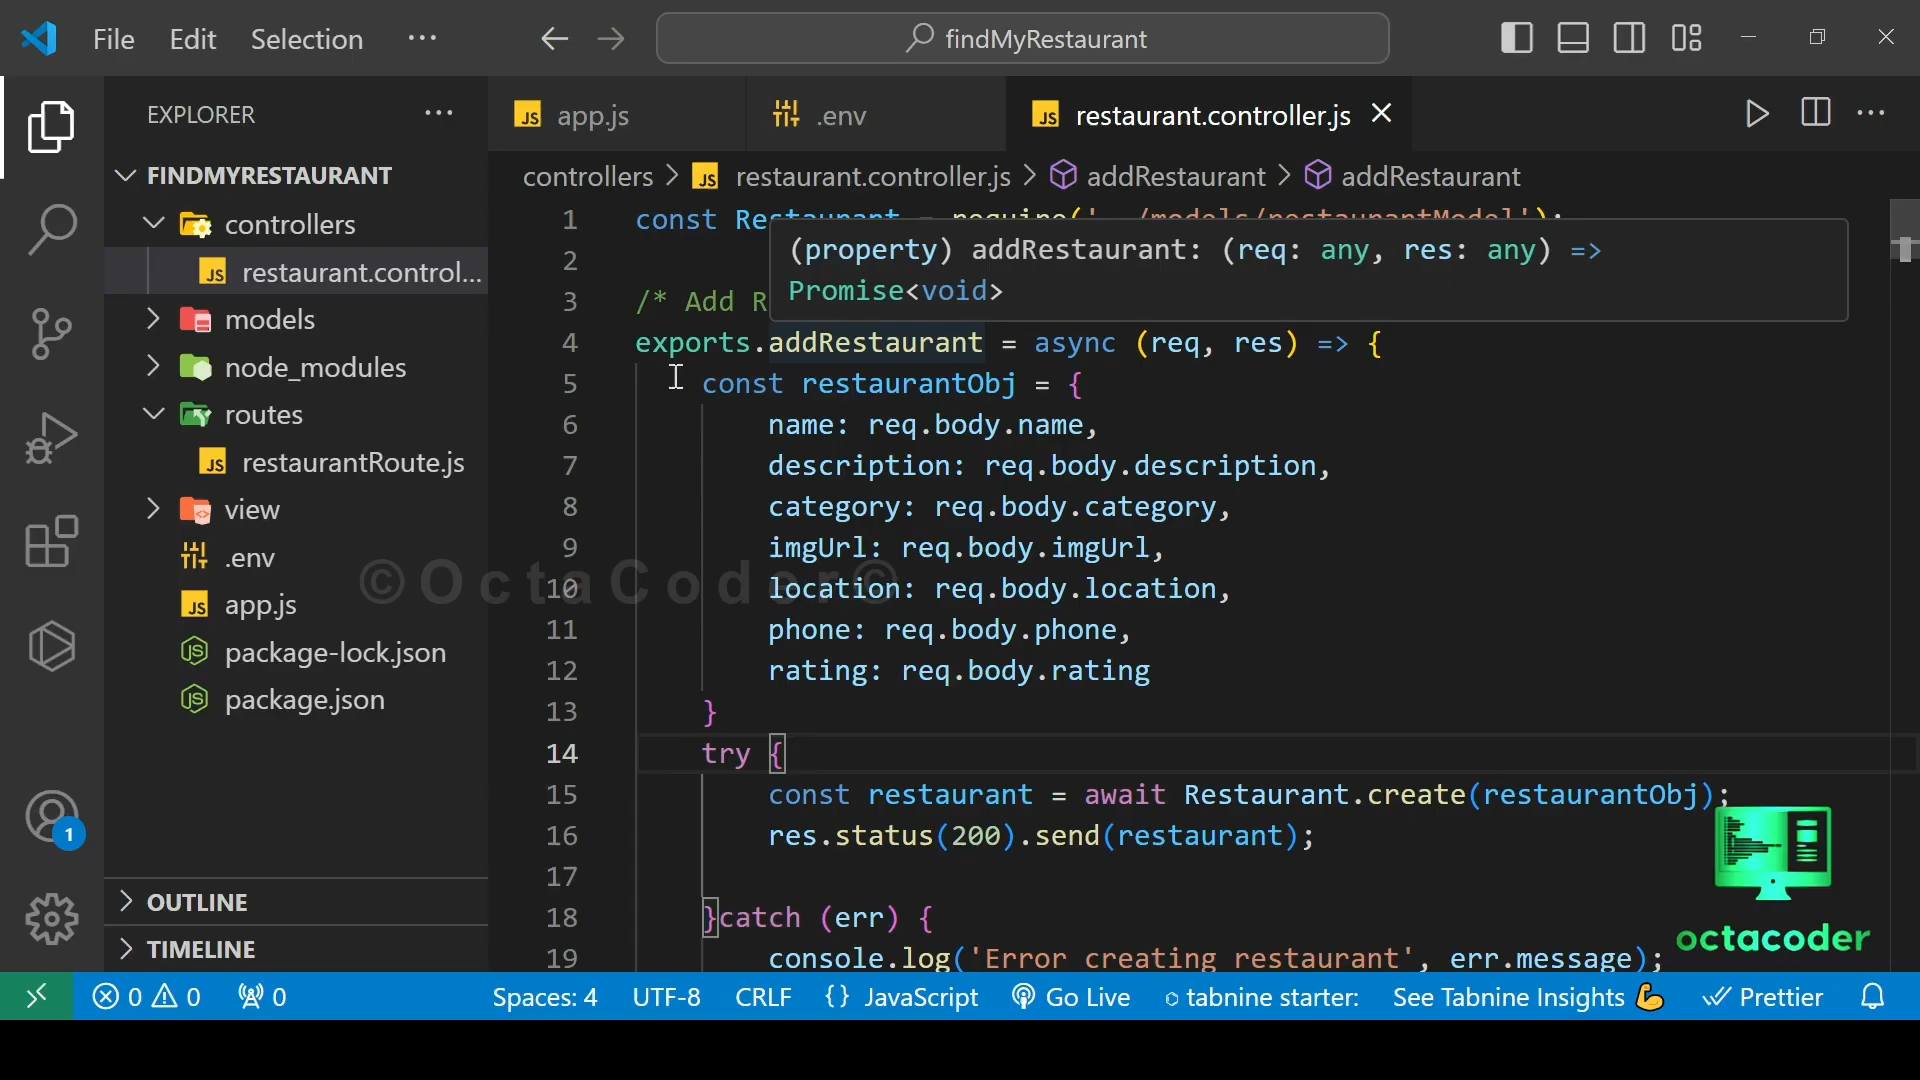 File Edit Selection ···
findMyRestaurant
EXPLORER ···
FINDMYRESTAURANT
controllers
restaurant.control...
models
node_modules
routes
restaurantRoute.js
view
.env
app.js
package-lock.json
package.json
OUTLINE
TIMELINE
1
app.js .env restaurant.controller.js
controllers > restaurant.controller.js > addRestaurant > addRestaurant
1 const Restaurant = require('../models/restaurantModel');
(property) addRestaurant: (req: any, res: any) =>
Promise<void>
2
3 /* Add R
4 exports.addRestaurant = async (req, res) => {
5 const restaurantObj = {
6 name: req.body.name,
7 description: req.body.description,
8 category: req.body.category,
9 imgUrl: req.body.imgUrl,
10 location: req.body.location,
11 phone: req.body.phone,
12 rating: req.body.rating
13 }
14 try {
15 const restaurant = await Restaurant.create(restaurantObj);
16 res.status(200).send(restaurant);
17
18 }catch (err) {
19 console.log('Error creating restaurant', err.message);
©OctaCoder©
octacoder
0 0 0 Spaces: 4 UTF-8 CRLF {} JavaScript Go Live tabnine starter: See Tabnine Insights Prettier